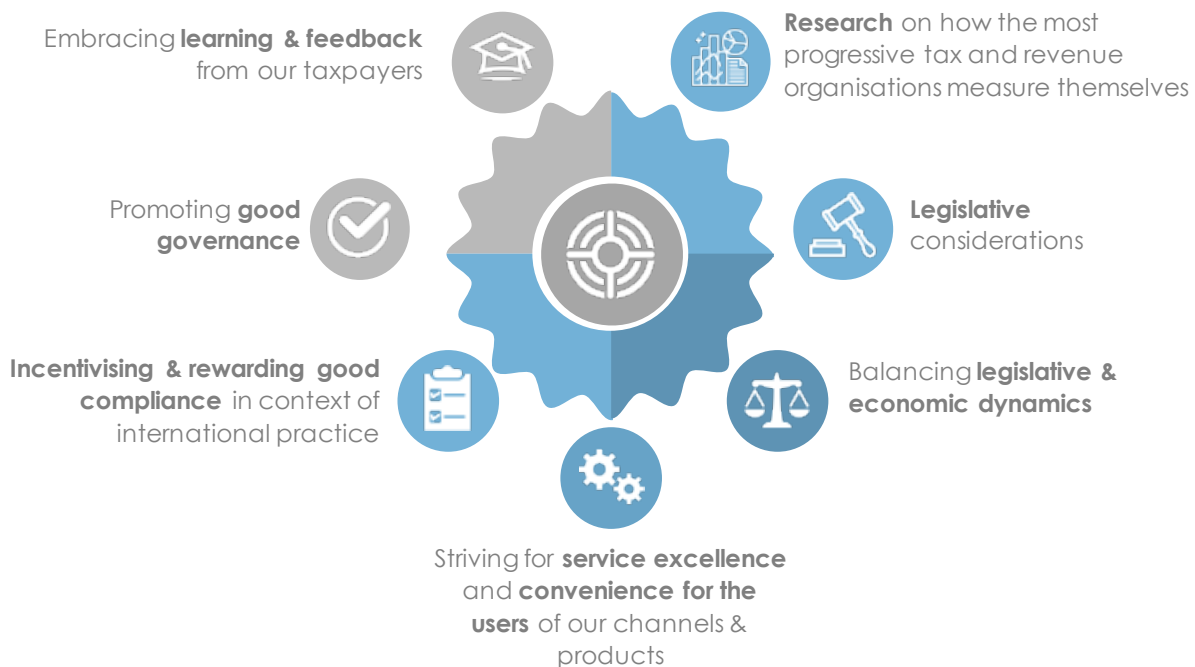 Embracing learning & feedback
from our taxpayers
Research on how the most
progressive tax and revenue
organisations measure themselves
Promoting good
governance
Legislative
considerations
Incentivising & rewarding good
compliance in context of
international practice
Balancing legislative &
economic dynamics
Striving for service excellence
and convenience for the
users of our channels &
products